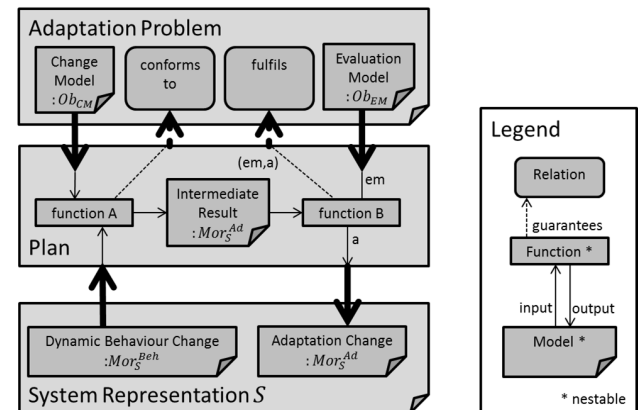 Adaptation Problem
Change
Model
: Ob_CM
conforms
to
fulfils
Evaluation
Model
: Ob_EM
(em,a)
em
function A
Intermediate
Result
: Mor_S^Ad
function B
a
Plan
Dynamic Behaviour Change
: Mor_S^Beh
Adaptation Change
: Mor_S^Ad
System Representation S
Legend
Relation
guarantees
Function *
input
output
Model *
* nestable